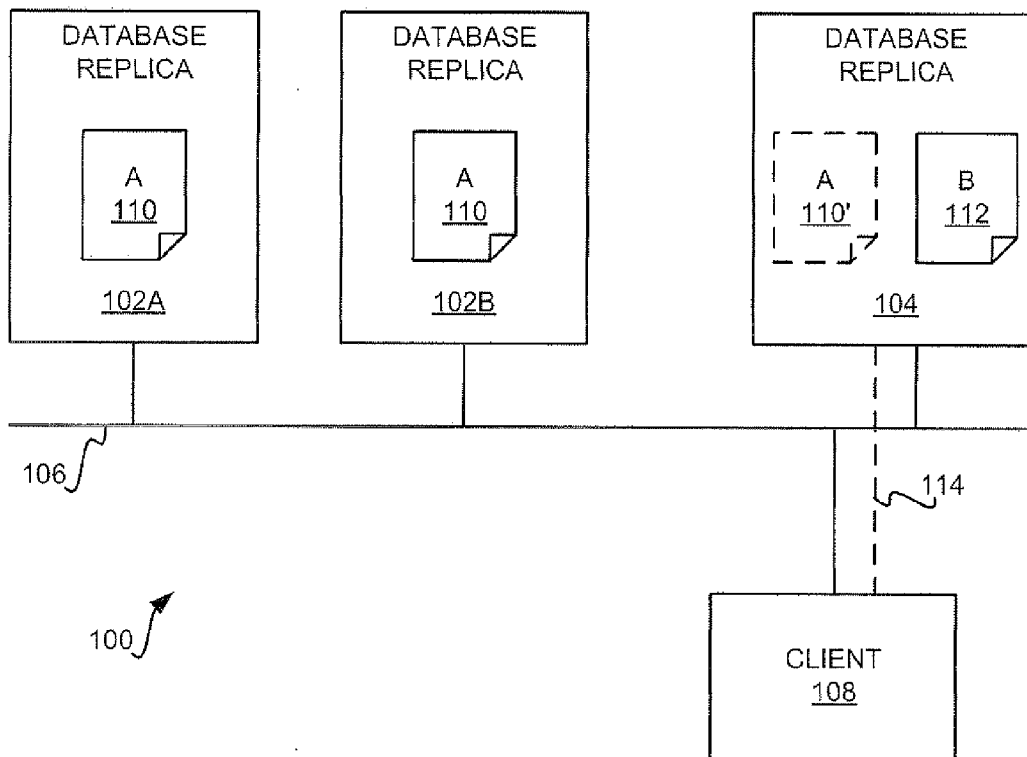 DATABASE
REPLICA
A
110
102A
DATABASE
REPLICA
A
110
102B
DATABASE
REPLICA
A
110'
B
112
104
106
114
100
CLIENT
108